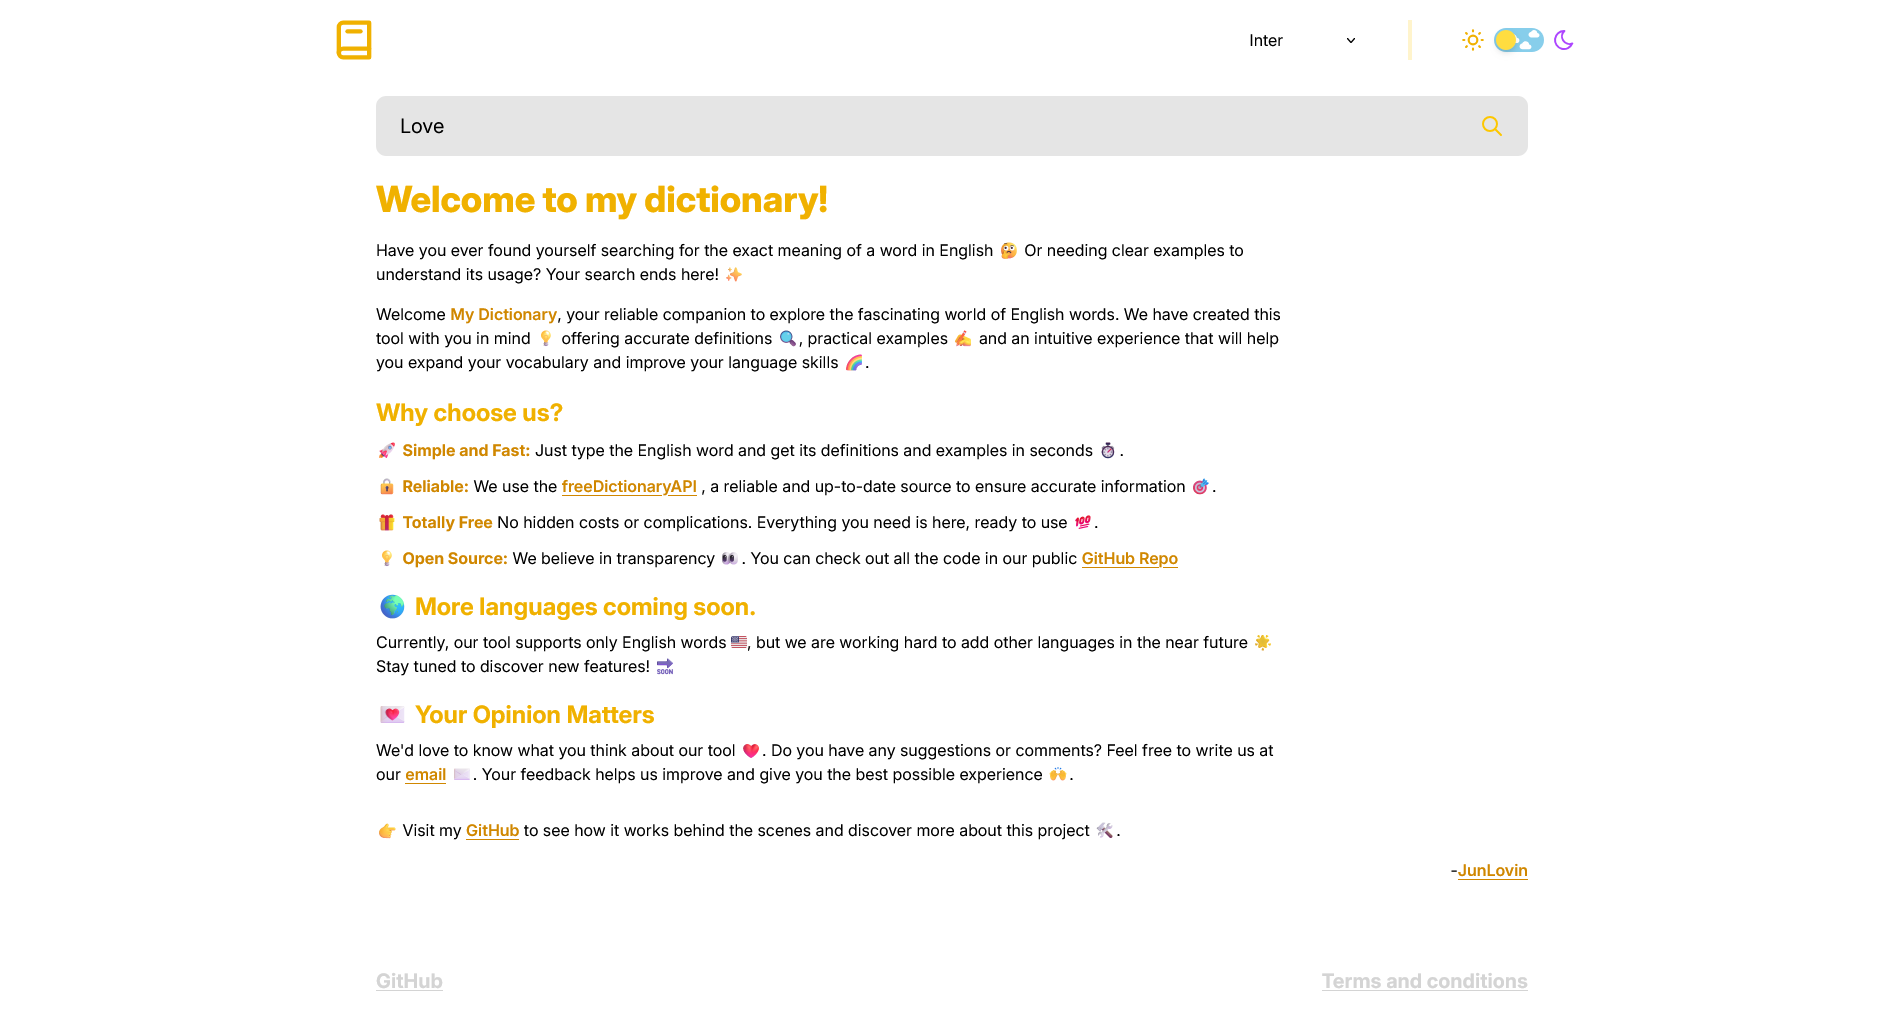 Inter
Love
Welcome to my dictionary!
Have you ever found yourself searching for the exact meaning of a word in English 🤔 Or needing clear examples to
understand its usage? Your search ends here! ✨
Welcome My Dictionary, your reliable companion to explore the fascinating world of English words. We have created this
tool with you in mind 💡 offering accurate definitions 🔍, practical examples ✍️ and an intuitive experience that will help
you expand your vocabulary and improve your language skills 🌈.
Why choose us?
🚀 Simple and Fast: Just type the English word and get its definitions and examples in seconds ⏱️.
🔒 Reliable: We use the freeDictionaryAPI , a reliable and up-to-date source to ensure accurate information 🎯.
🎁 Totally Free No hidden costs or complications. Everything you need is here, ready to use 💯.
💡 Open Source: We believe in transparency 👀. You can check out all the code in our public GitHub Repo
🌍 More languages coming soon.
Currently, our tool supports only English words 🇺🇸, but we are working hard to add other languages in the near future 🌟
Stay tuned to discover new features! 🔜
💌 Your Opinion Matters
We'd love to know what you think about our tool ❤️. Do you have any suggestions or comments? Feel free to write us at
our email ✉️. Your feedback helps us improve and give you the best possible experience 🙌.
👉 Visit my GitHub to see how it works behind the scenes and discover more about this project 🛠️.
-JunLovin
GitHub
Terms and conditions